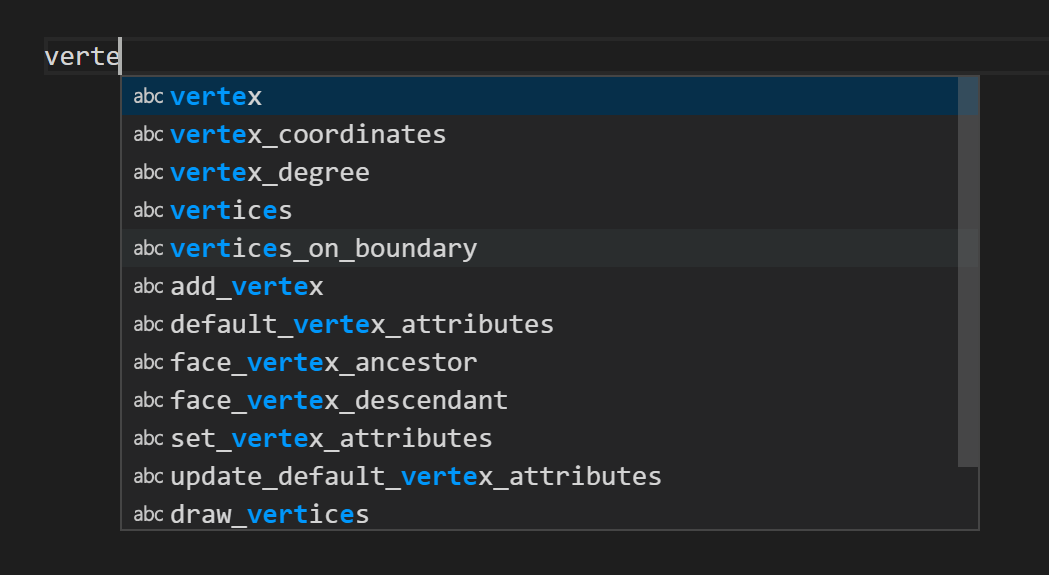 verte
abc vertex
abc vertex_coordinates
abc vertex_degree
abc vertices
abc vertices_on_boundary
abc add_vertex
abc default_vertex_attributes
abc face_vertex_ancestor
abc face_vertex_descendant
abc set_vertex_attributes
abc update_default_vertex_attributes
abc draw_vertices